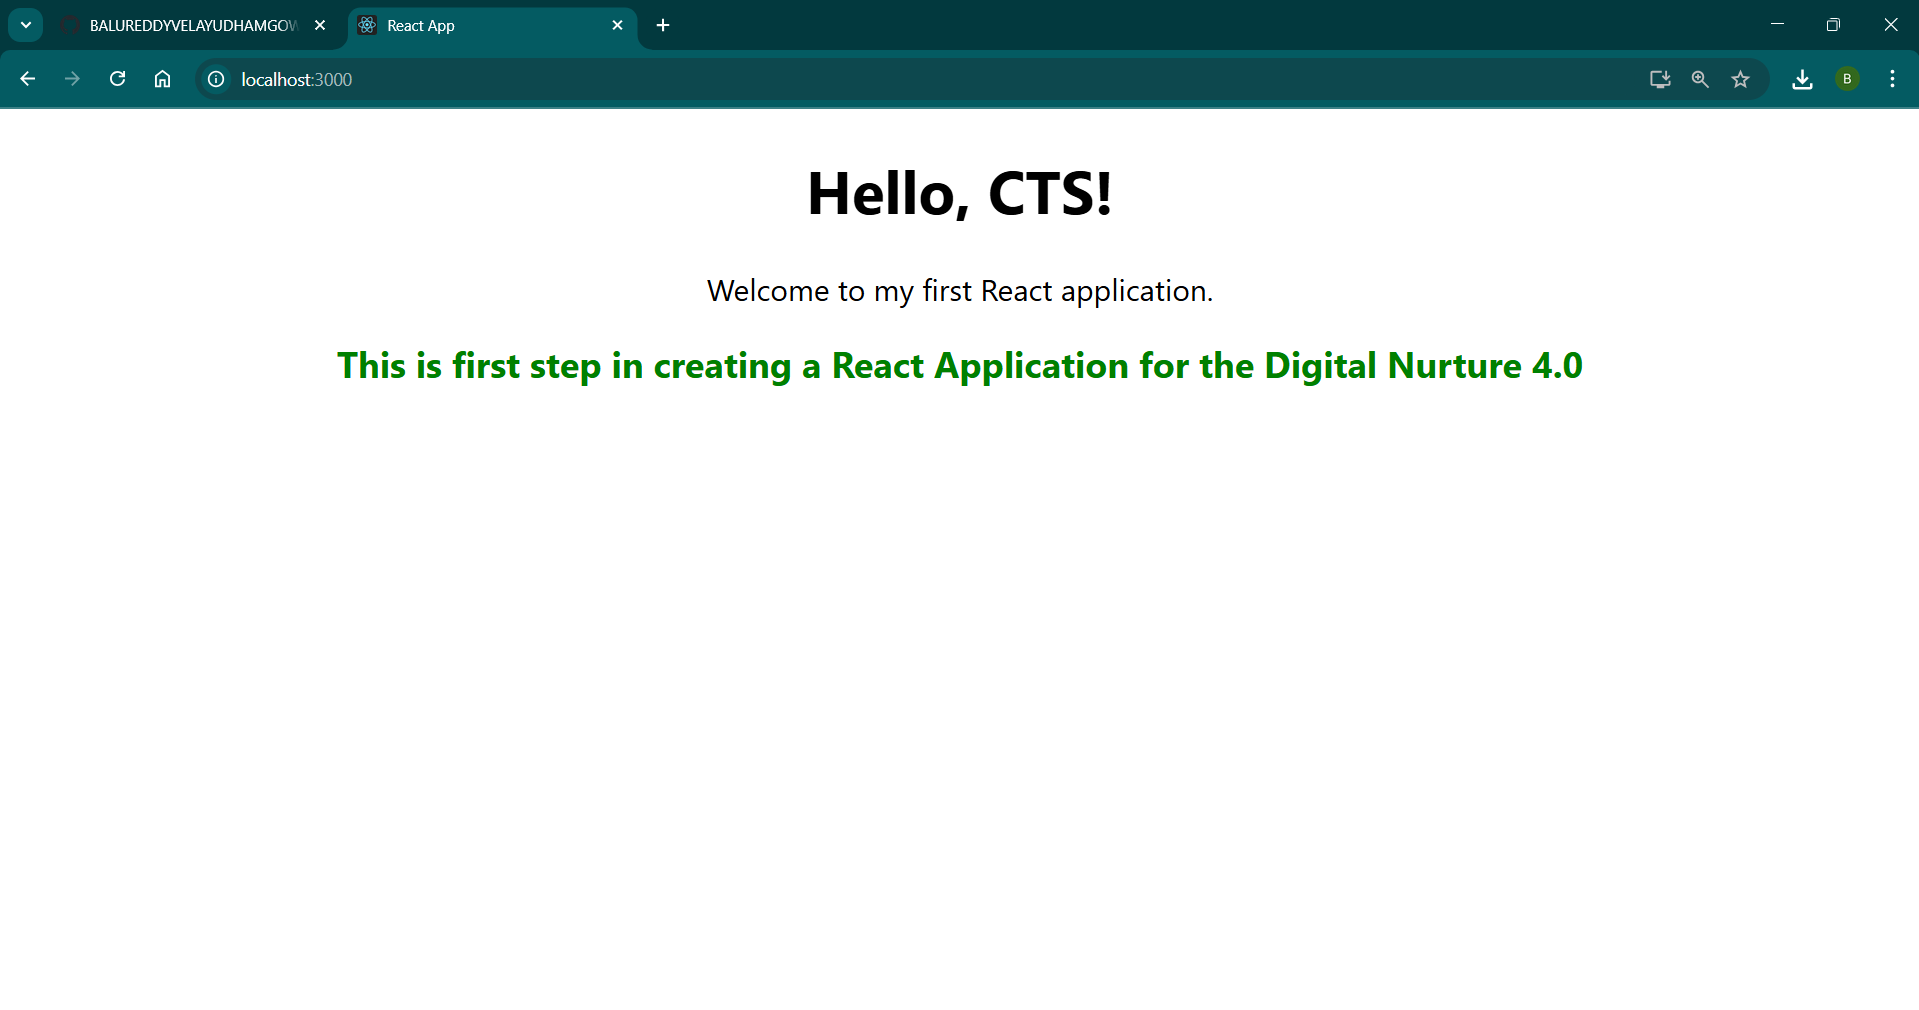 BALUREDDYVELAYUDHAMGOW
React App
localhost:3000
B
Hello, CTS!
Welcome to my first React application.
This is first step in creating a React Application for the Digital Nurture 4.0